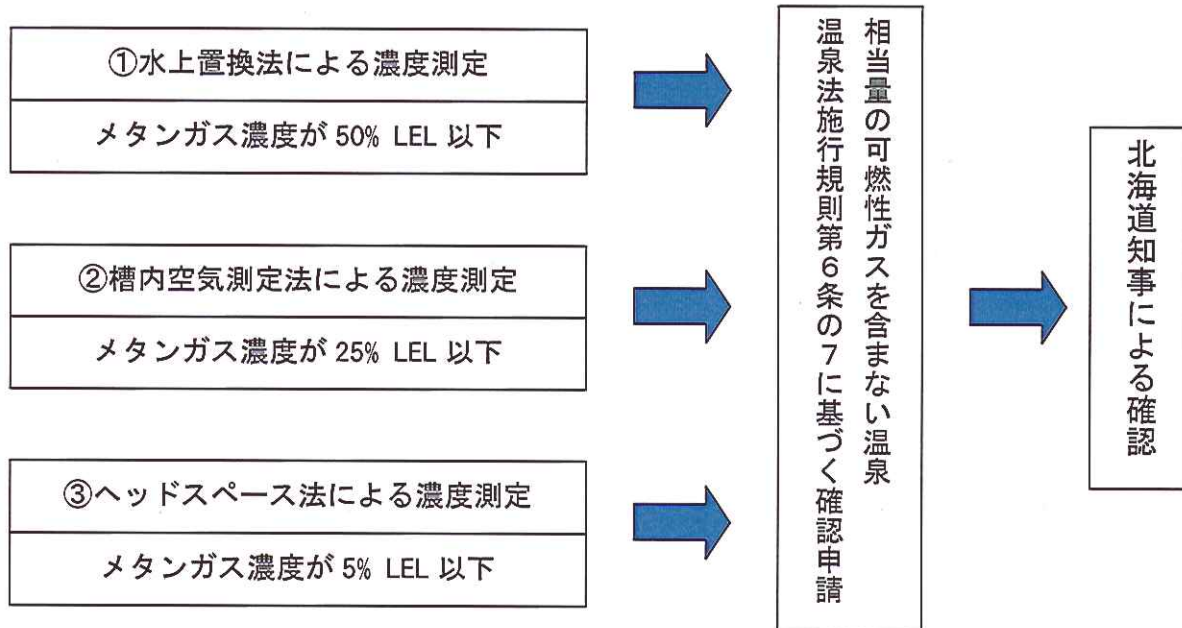 ①水上置換法による濃度測定
メタンガス濃度が 50% LEL 以下
②槽内空気測定法による濃度測定
メタンガス濃度が 25% LEL 以下
③ヘッドスペース法による濃度測定
メタンガス濃度が 5% LEL 以下
相当量の可燃性ガスを含まない温泉
温泉法施行規則第6条の7に基づく確認申請
北海道知事による確認